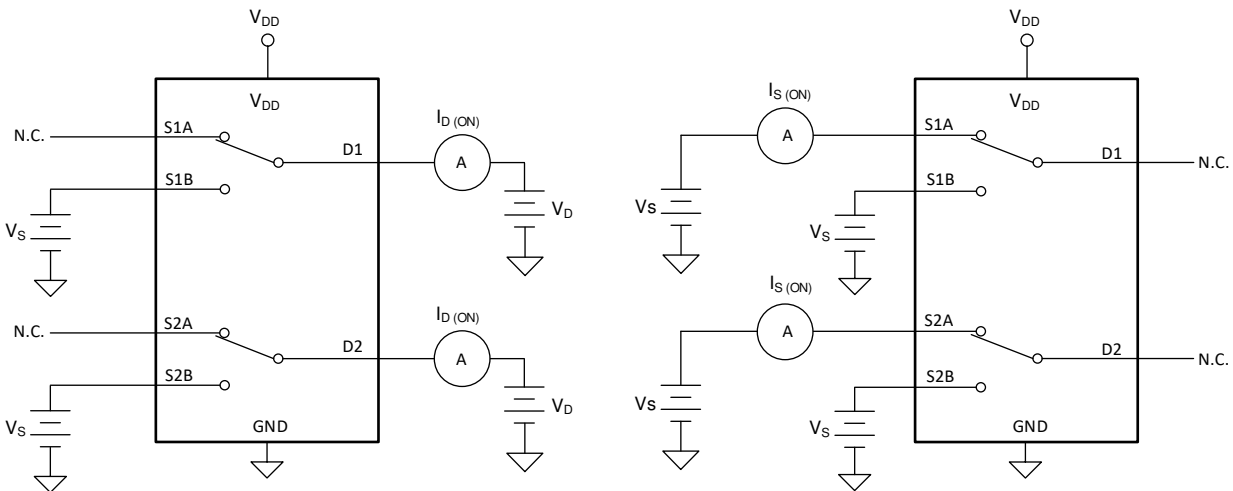 VDD
VDD
N.C.
S1A
D1
ID (ON)
A
S1B
VS
VD
N.C.
S2A
D2
ID (ON)
A
S2B
VS
VD
GND
VDD
VDD
IS (ON)
A
S1A
D1
N.C.
S1B
Vs
VS
IS (ON)
A
S2A
D2
N.C.
S2B
Vs
VS
GND